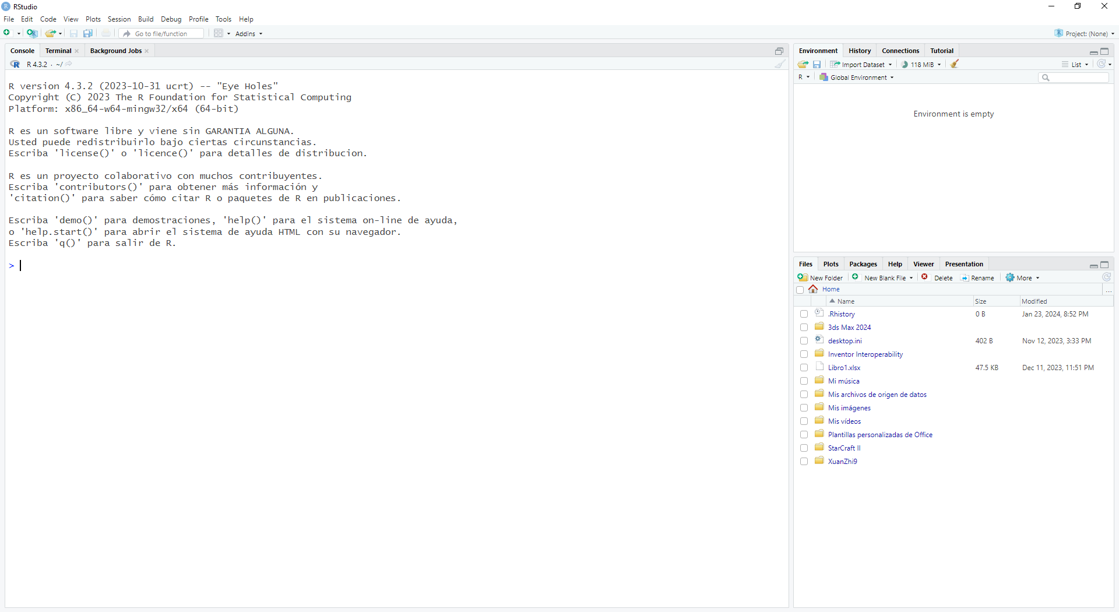 RStudio
File Edit Code View Plots Session Build Debug Profile Tools Help
Go to file/function Addins Project: (None)
Console Terminal Background Jobs
R 4.3.2 · ~/
R version 4.3.2 (2023-10-31 ucrt) -- "Eye Holes"
Copyright (C) 2023 The R Foundation for Statistical Computing
Platform: x86_64-w64-mingw32/x64 (64-bit)
R es un software libre y viene sin GARANTIA ALGUNA.
Usted puede redistribuirlo bajo ciertas circunstancias.
Escriba 'license()' o 'licence()' para detalles de distribucion.
R es un proyecto colaborativo con muchos contribuyentes.
Escriba 'contributors()' para obtener más información y
'citation()' para saber cómo citar R o paquetes de R en publicaciones.
Escriba 'demo()' para demostraciones, 'help()' para el sistema on-line de ayuda,
o 'help.start()' para abrir el sistema de ayuda HTML con su navegador.
Escriba 'q()' para salir de R.
>
Environment History Connections Tutorial
Import Dataset 118 MiB List
R Global Environment
Environment is empty
Files Plots Packages Help Viewer Presentation
New Folder New Blank File Delete Rename More
Home ...
Name Size Modified
.Rhistory 0 B Jan 23, 2024, 8:52 PM
3ds Max 2024
desktop.ini 402 B Nov 12, 2023, 3:33 PM
Inventor Interoperability
Libro1.xlsx 47.5 KB Dec 11, 2023, 11:51 PM
Mi música
Mis archivos de origen de datos
Mis imágenes
Mis vídeos
Plantillas personalizadas de Office
StarCraft II
XuanZhi9